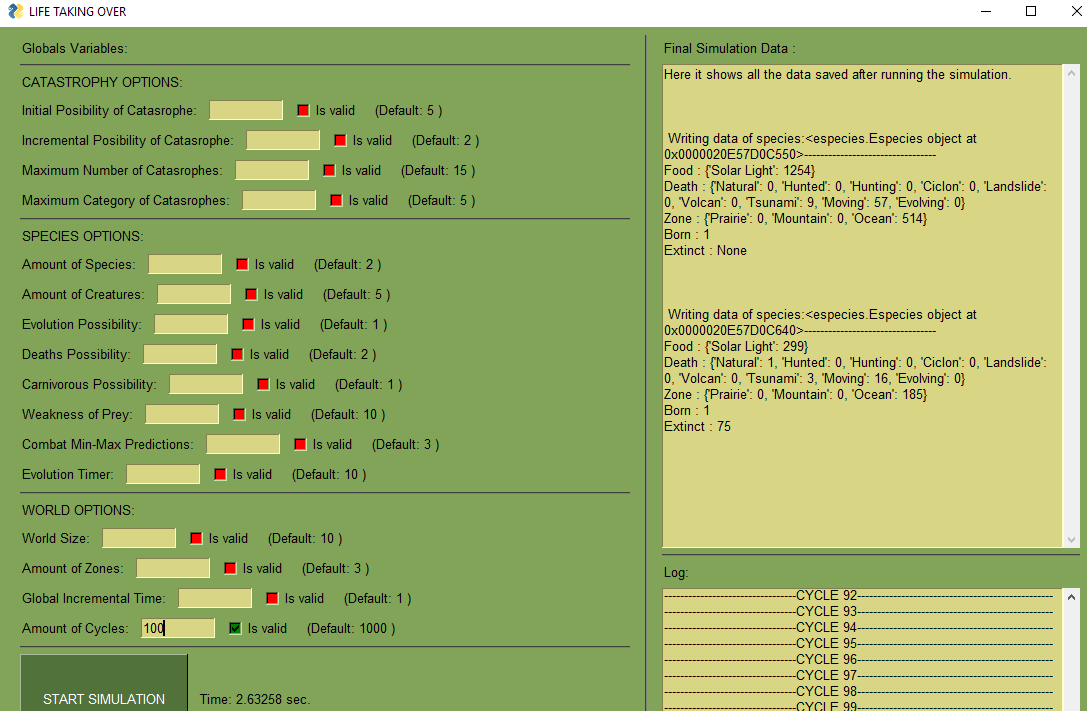 LIFE TAKING OVER
Globals Variables:
CATASTROPHY OPTIONS:
Initial Posibility of Catasrophe: Is valid (Default: 5 )
Incremental Posibility of Catasrophe: Is valid (Default: 2 )
Maximum Number of Catasrophes: Is valid (Default: 15 )
Maximum Category of Catasrophes: Is valid (Default: 5 )
SPECIES OPTIONS:
Amount of Species: Is valid (Default: 2 )
Amount of Creatures: Is valid (Default: 5 )
Evolution Possibility: Is valid (Default: 1 )
Deaths Possibility: Is valid (Default: 2 )
Carnivorous Possibility: Is valid (Default: 1 )
Weakness of Prey: Is valid (Default: 10 )
Combat Min-Max Predictions: Is valid (Default: 3 )
Evolution Timer: Is valid (Default: 10 )
WORLD OPTIONS:
World Size: Is valid (Default: 10 )
Amount of Zones: Is valid (Default: 3 )
Global Incremental Time: Is valid (Default: 1 )
Amount of Cycles: 100 Is valid (Default: 1000 )
START SIMULATION Time: 2.63258 sec.
Final Simulation Data :
Here it shows all the data saved after running the simulation.
Writing data of species:<especies.Especies object at
0x0000020E57D0C550>---------------------------------
Food : {'Solar Light': 1254}
Death : {'Natural': 0, 'Hunted': 0, 'Hunting': 0, 'Ciclon': 0, 'Landslide':
0, 'Volcan': 0, 'Tsunami': 9, 'Moving': 57, 'Evolving': 0}
Zone : {'Prairie': 0, 'Mountain': 0, 'Ocean': 514}
Born : 1
Extinct : None
Writing data of species:<especies.Especies object at
0x0000020E57D0C640>---------------------------------
Food : {'Solar Light': 299}
Death : {'Natural': 1, 'Hunted': 0, 'Hunting': 0, 'Ciclon': 0, 'Landslide':
0, 'Volcan': 0, 'Tsunami': 3, 'Moving': 16, 'Evolving': 0}
Zone : {'Prairie': 0, 'Mountain': 0, 'Ocean': 185}
Born : 1
Extinct : 75
Log:
---------------------------------CYCLE 92-------------------------------------------------
---------------------------------CYCLE 93-------------------------------------------------
---------------------------------CYCLE 94-------------------------------------------------
---------------------------------CYCLE 95-------------------------------------------------
---------------------------------CYCLE 96-------------------------------------------------
---------------------------------CYCLE 97-------------------------------------------------
---------------------------------CYCLE 98-------------------------------------------------
---------------------------------CYCLE 99-------------------------------------------------